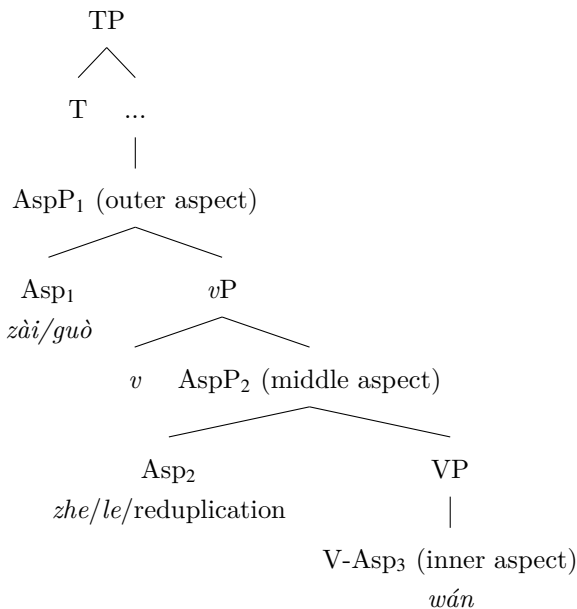 TP
T ...
AspP₁ (outer aspect)
Asp₁ vP
zài/guò
v AspP₂ (middle aspect)
Asp₂ VP
zhe/le/reduplication
V-Asp₃ (inner aspect)
wán